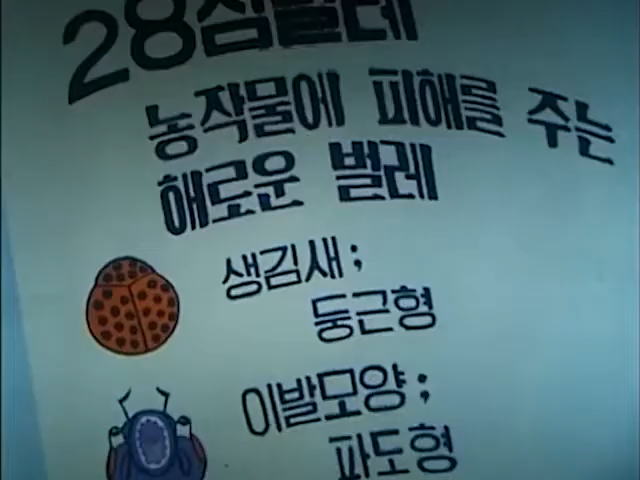 28점벌레
농작물에 피해를 주는
해로운 벌레
생김새;
둥근형
이발모양;
파도형